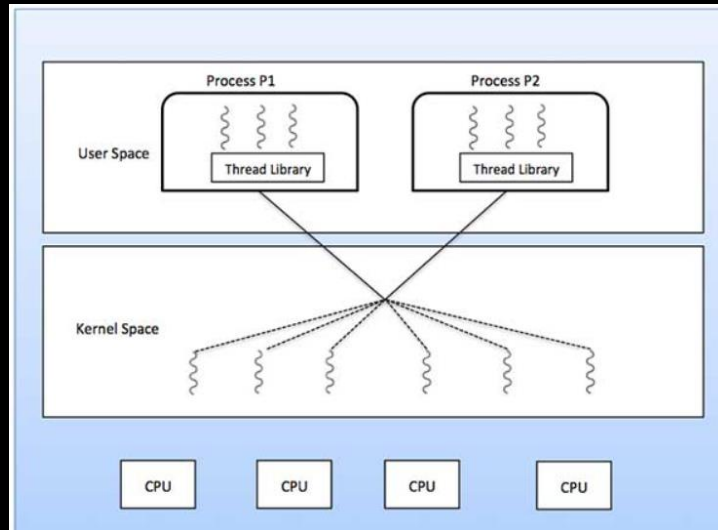 Process P1
Process P2
User Space
Thread Library
Thread Library
Kernel Space
CPU
CPU
CPU
CPU